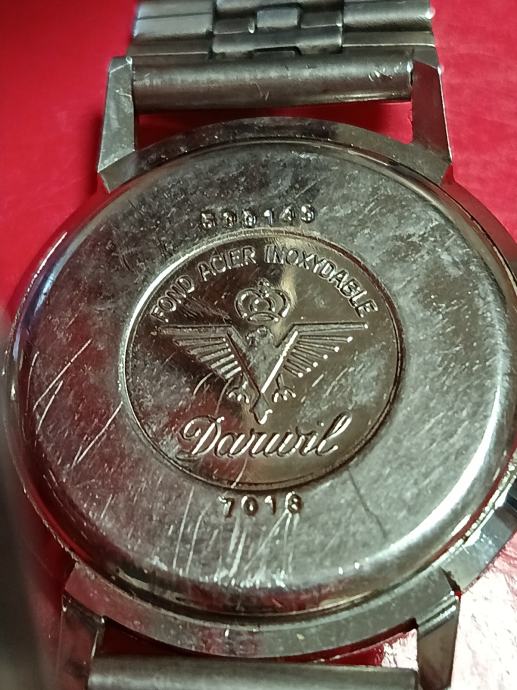 FOND ACIER INOXYDABLE
Darwil
7018